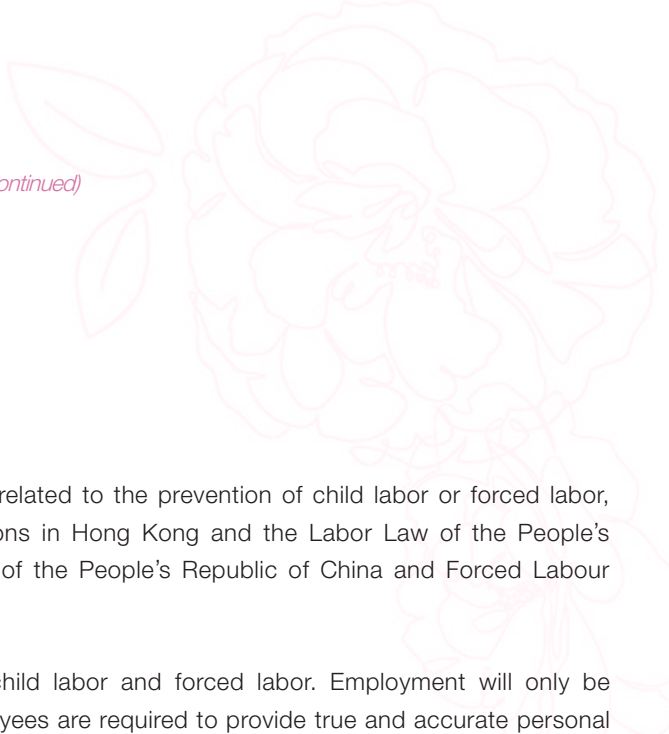 ontinued)
related to the prevention of child labor or forced labor,
ons in Hong Kong and the Labor Law of the People’s
of the People’s Republic of China and Forced Labour
child labor and forced labor. Employment will only be
yees are required to provide true and accurate personal